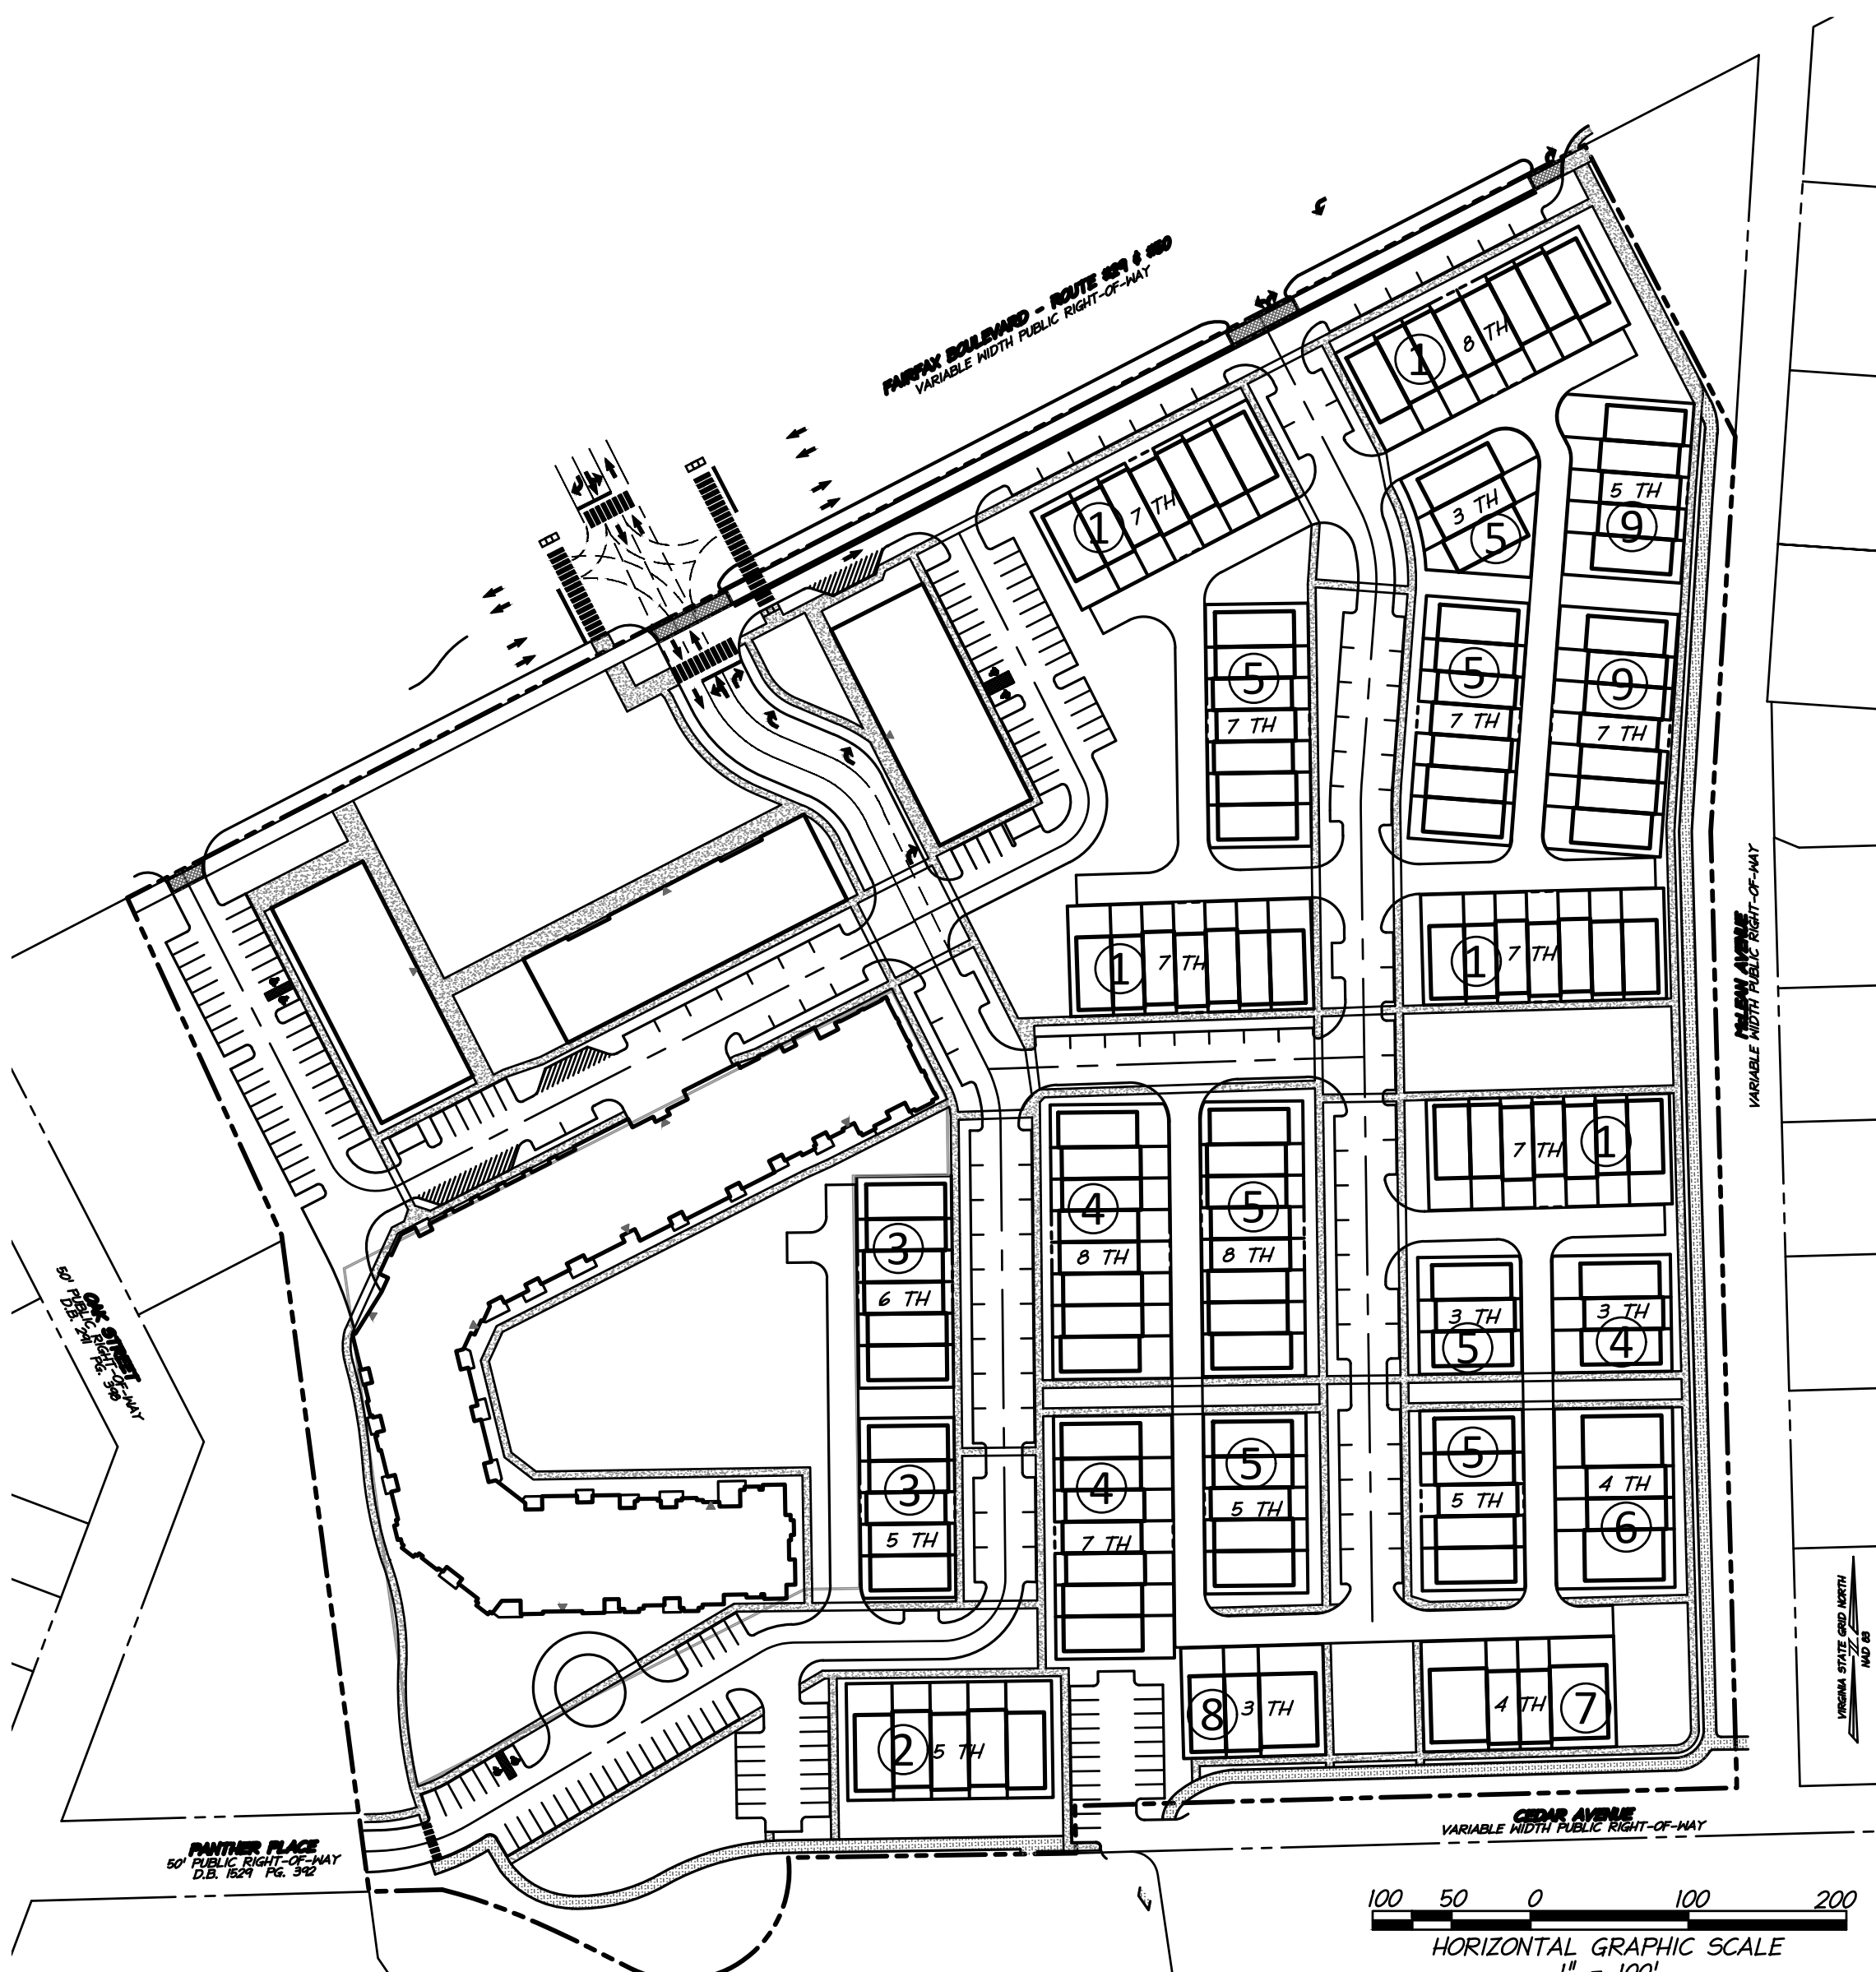 FAIRFAX BOULEVARD - ROUTE #29 & #50
VARIABLE WIDTH PUBLIC RIGHT-OF-WAY
1
8 TH
1
7 TH
3 TH
5
5 TH
9
5
7 TH
5
7 TH
9
7 TH
1
7 TH
1
7 TH
McLEAN AVENUE
VARIABLE WIDTH PUBLIC RIGHT-OF-WAY
7 TH
1
3
6 TH
4
8 TH
5
8 TH
3 TH
5
3 TH
4
OAK STREET
50' PUBLIC RIGHT-OF-WAY
D.B. 241 PG. 398
3
5 TH
4
7 TH
5
5 TH
5
5 TH
4 TH
6
2
5 TH
8
3 TH
4 TH
7
VIRGINIA STATE GRID NORTH
NAD 83
PANTHER PLACE
50' PUBLIC RIGHT-OF-WAY
D.B. 1529 PG. 392
CEDAR AVENUE
VARIABLE WIDTH PUBLIC RIGHT-OF-WAY
100 50 0 100 200
HORIZONTAL GRAPHIC SCALE
1" = 100'